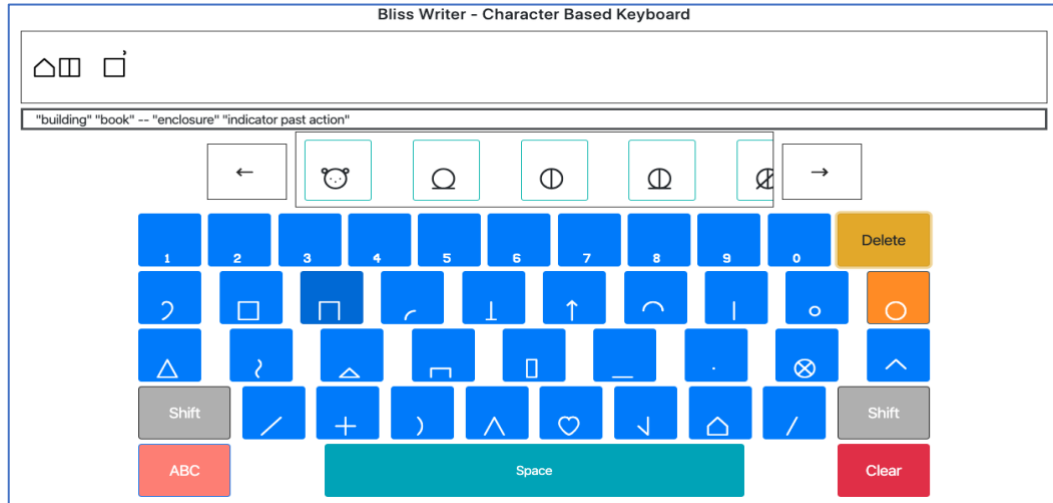 Bliss Writer - Character Based Keyboard
"building" "book" -- "enclosure" "indicator past action"
← →
1 2 3 4 5 6 7 8 9 0 Delete
Shift Shift
ABC Space Clear